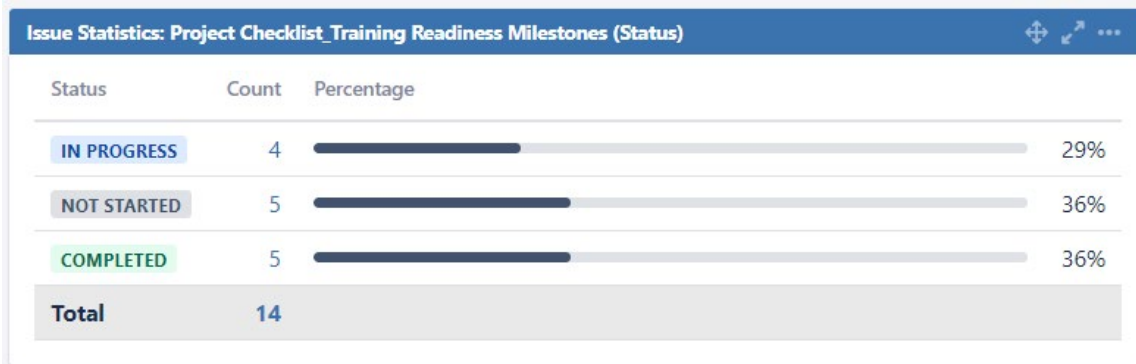 Issue Statistics: Project Checklist_Training Readiness Milestones (Status)
Status Count Percentage
IN PROGRESS 4 29%
NOT STARTED 5 36%
COMPLETED 5 36%
Total 14